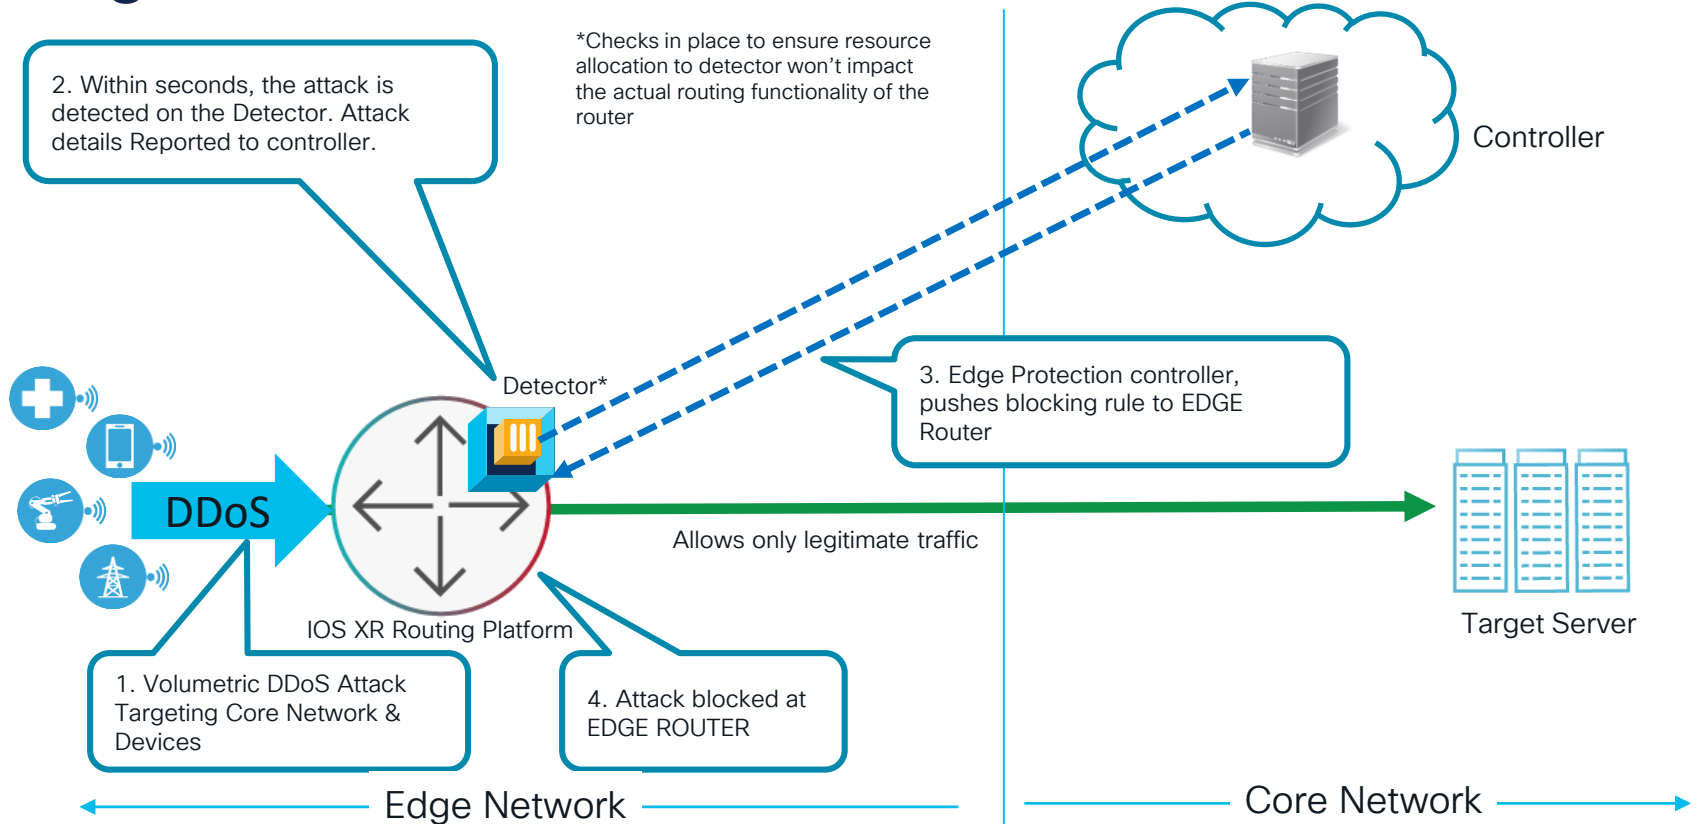 2. Within seconds, the attack is
detected on the Detector. Attack
details Reported to controller.
*Checks in place to ensure resource
allocation to detector won't impact
the actual routing functionality of the
router
Controller
Detector*
3. Edge Protection controller,
pushes blocking rule to EDGE
Router
DDoS
Allows only legitimate traffic
IOS XR Routing Platform
Target Server
1. Volumetric DDoS Attack
Targeting Core Network &
Devices
4. Attack blocked at
EDGE ROUTER
Edge Network
Core Network